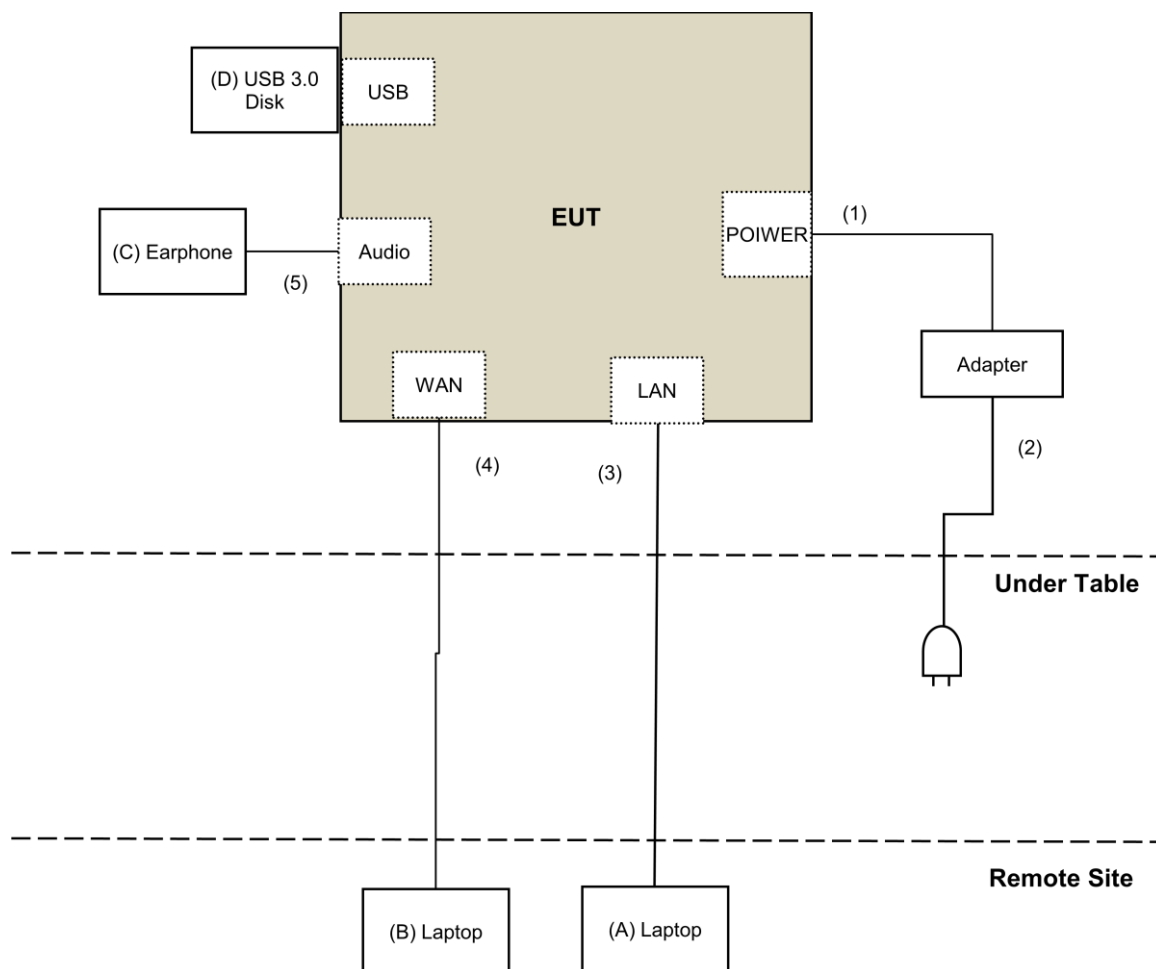 (D) USB 3.0
Disk
USB
EUT
(1)
POIWER
(C) Earphone
Audio
(5)
Adapter
WAN
LAN
(2)
(4)
(3)
Under Table
Remote Site
(B) Laptop
(A) Laptop